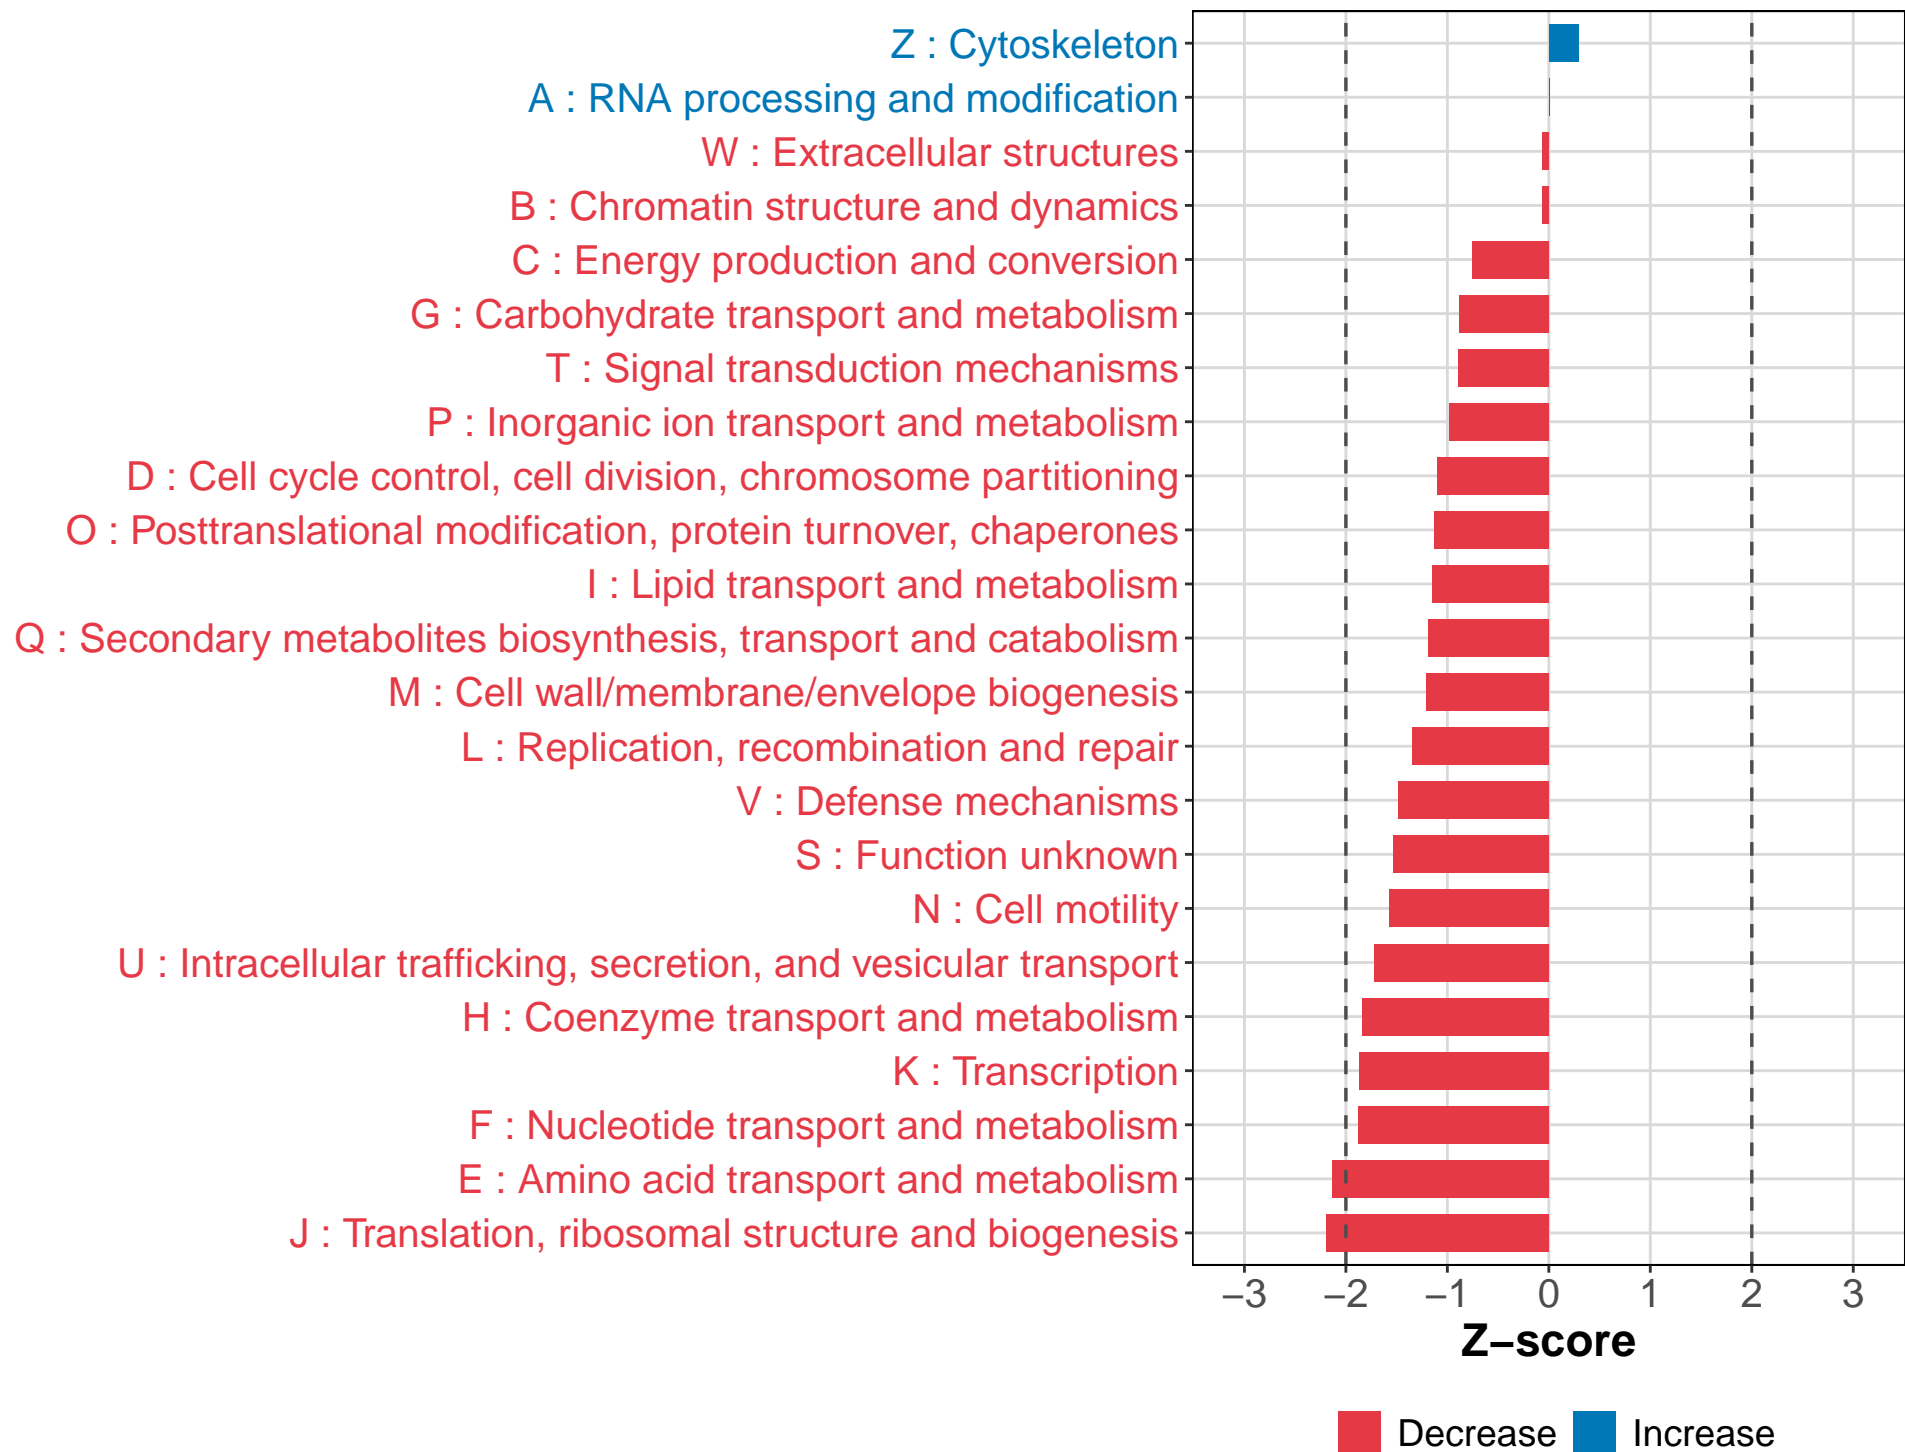 Z : Cytoskeleton
A : RNA processing and modification
W : Extracellular structures
B : Chromatin structure and dynamics
C : Energy production and conversion
G : Carbohydrate transport and metabolism
T : Signal transduction mechanisms
P : Inorganic ion transport and metabolism
D : Cell cycle control, cell division, chromosome partitioning
O : Posttranslational modification, protein turnover, chaperones
I : Lipid transport and metabolism
Q : Secondary metabolites biosynthesis, transport and catabolism
M : Cell wall/membrane/envelope biogenesis
L : Replication, recombination and repair
V : Defense mechanisms
S : Function unknown
N : Cell motility
U : Intracellular trafficking, secretion, and vesicular transport
H : Coenzyme transport and metabolism
K : Transcription
F : Nucleotide transport and metabolism
E : Amino acid transport and metabolism
J : Translation, ribosomal structure and biogenesis
−3 −2 −1 0 1 2 3
Z−score
Decrease Increase